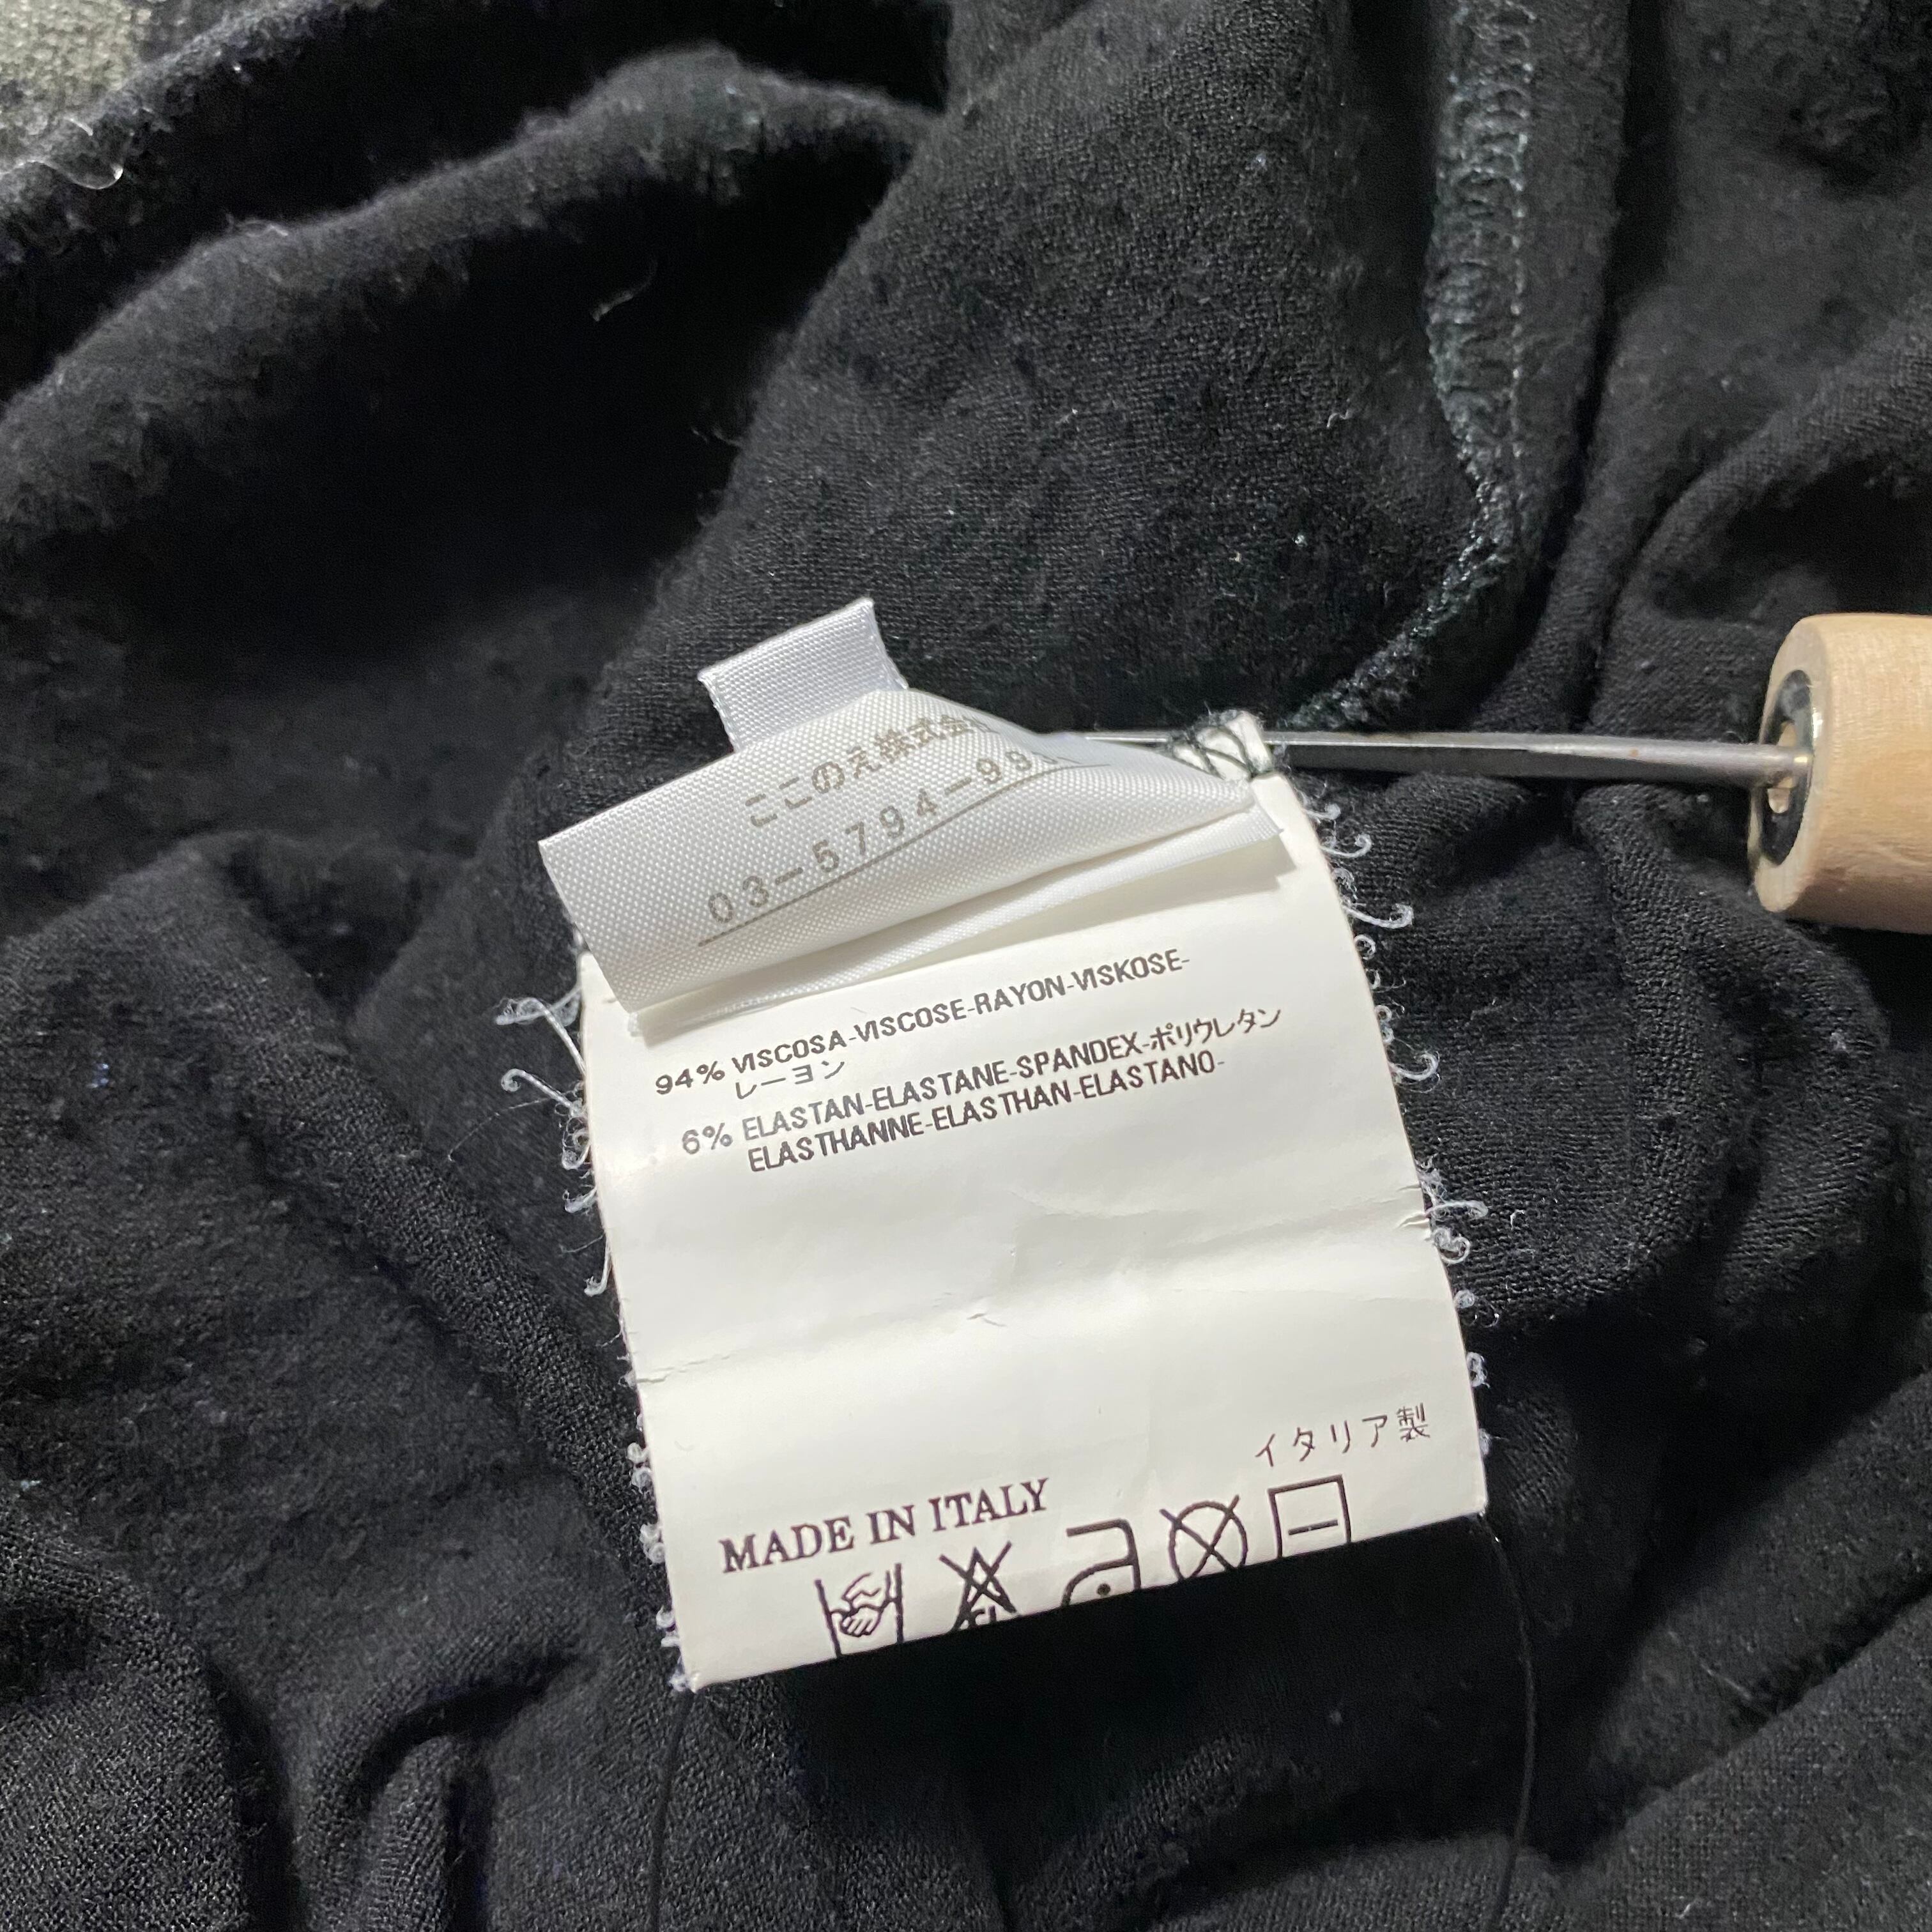 ここのえ株式
03-5794-99
94% VISCOSA-VISCOSE-RAYON-VISKOSE-
レーヨン
6% ELASTAN-ELASTANE-SPANDEX-ポリウレタン
ELASTHANNE-ELASTHAN-ELASTANO-
イタリア製
MADE IN ITALY